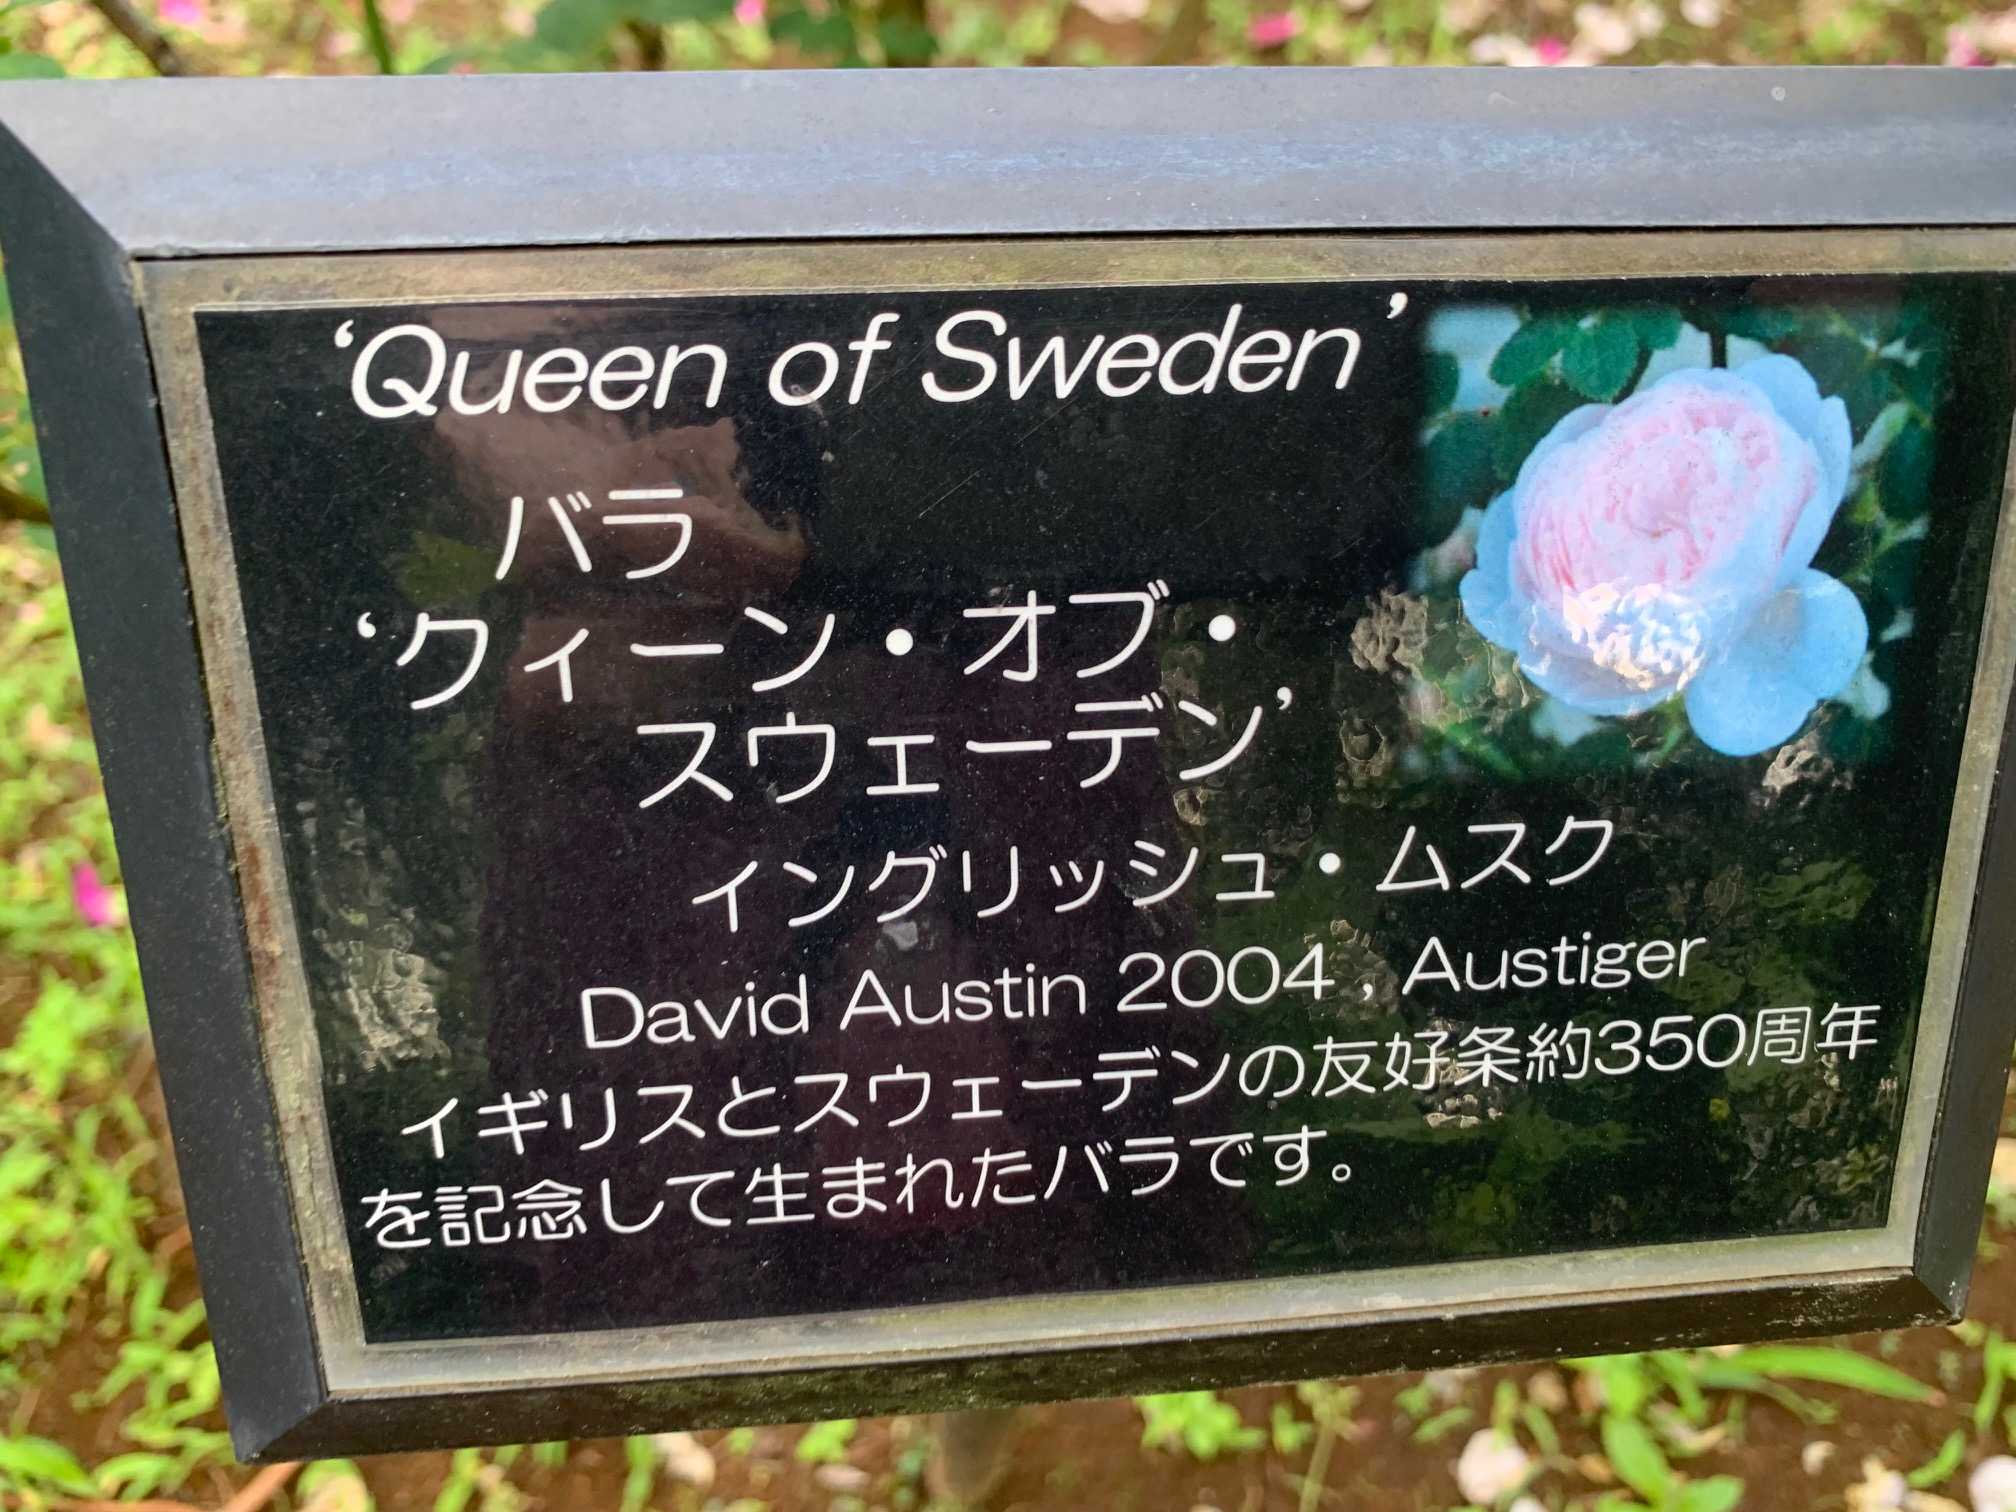 ‘Queen of Sweden’
バラ
‘クィーン・オブ・
スウェーデン’
イングリッシュ・ムスク
David Austin 2004 , Austiger
イギリスとスウェーデンの友好条約350周年
を記念して生まれたバラです。